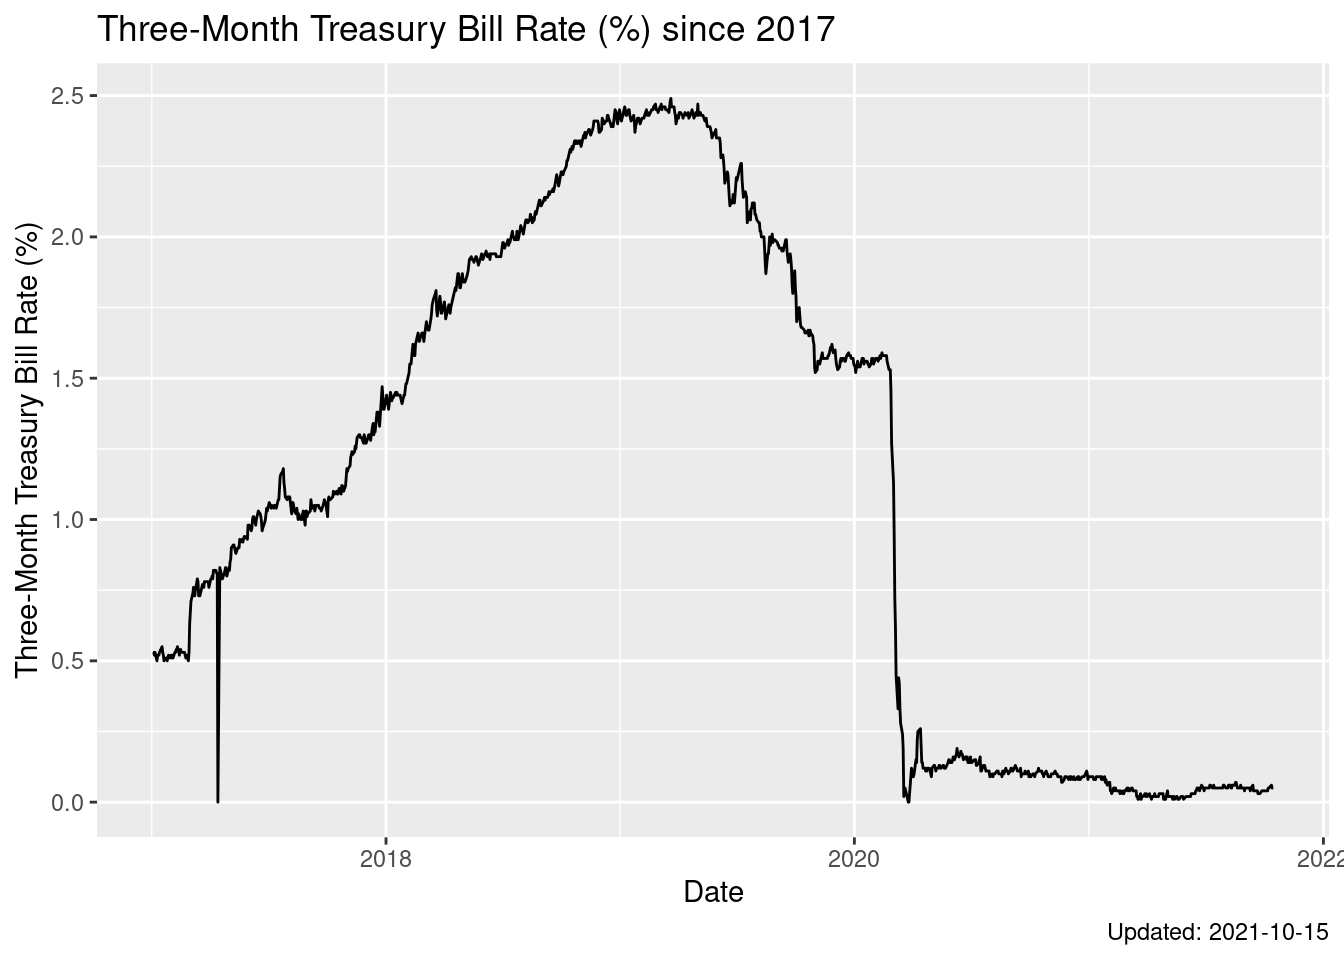 Three-Month Treasury Bill Rate (%) since 2017
Three-Month Treasury Bill Rate (%)
2.5
2.0
1.5
1.0
0.5
0.0
2018 2020 2022
Date
Updated: 2021-10-15